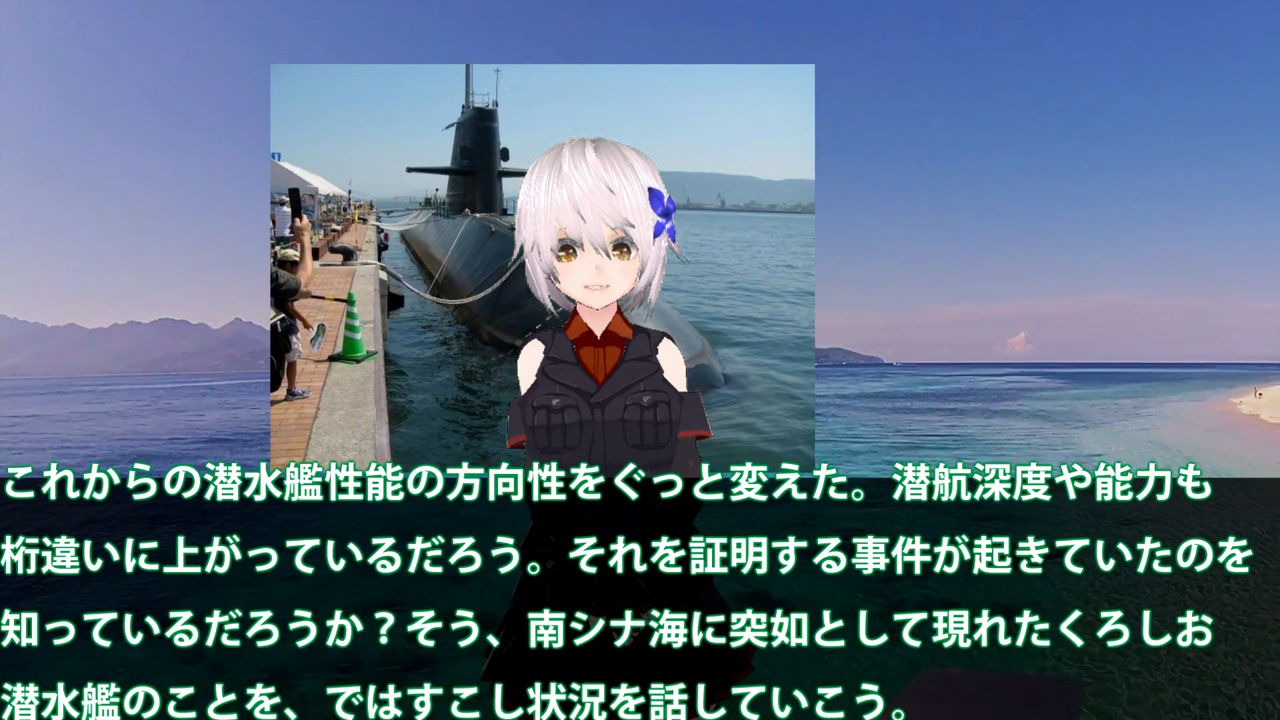 これからの潜水艦性能の方向性をぐっと変えた。潜航深度や能力も
桁違いに上がっているだろう。それを証明する事件が起きていたのを
知っているだろうか？そう、南シナ海に突如として現れたくろしお
潜水艦のことを、ではすこし状況を話していこう。